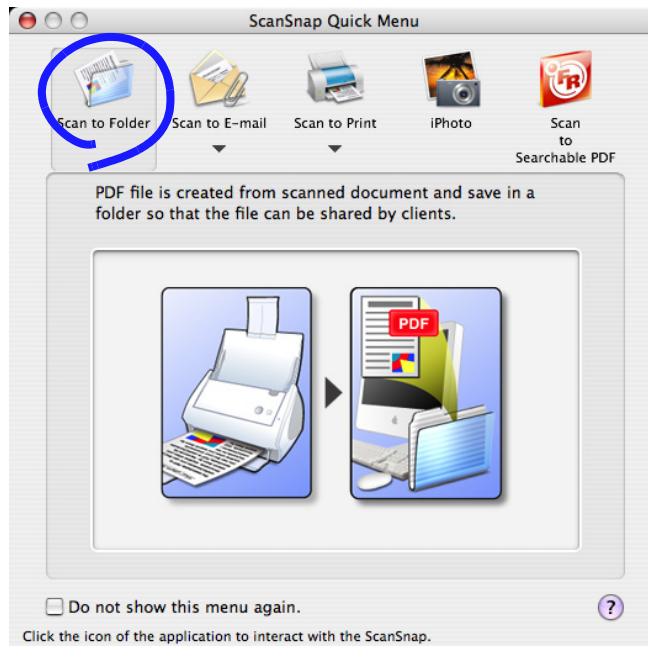 ScanSnap Quick Menu
Scan to Folder
Scan to E-mail
Scan to Print
iPhoto
FR
Scan
to
Searchable PDF
PDF file is created from scanned document and save in a
folder so that the file can be shared by clients.
PDF
Do not show this menu again.
?
Click the icon of the application to interact with the ScanSnap.